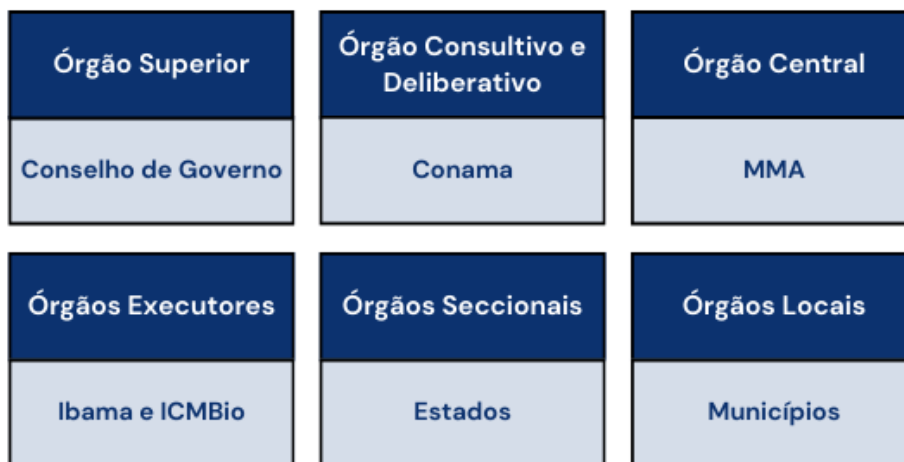 Órgão Superior
Conselho de Governo
Órgão Consultivo e
Deliberativo
Conama
Órgão Central
MMA
Órgãos Executores
Ibama e ICMBio
Órgãos Seccionais
Estados
Órgãos Locais
Municípios